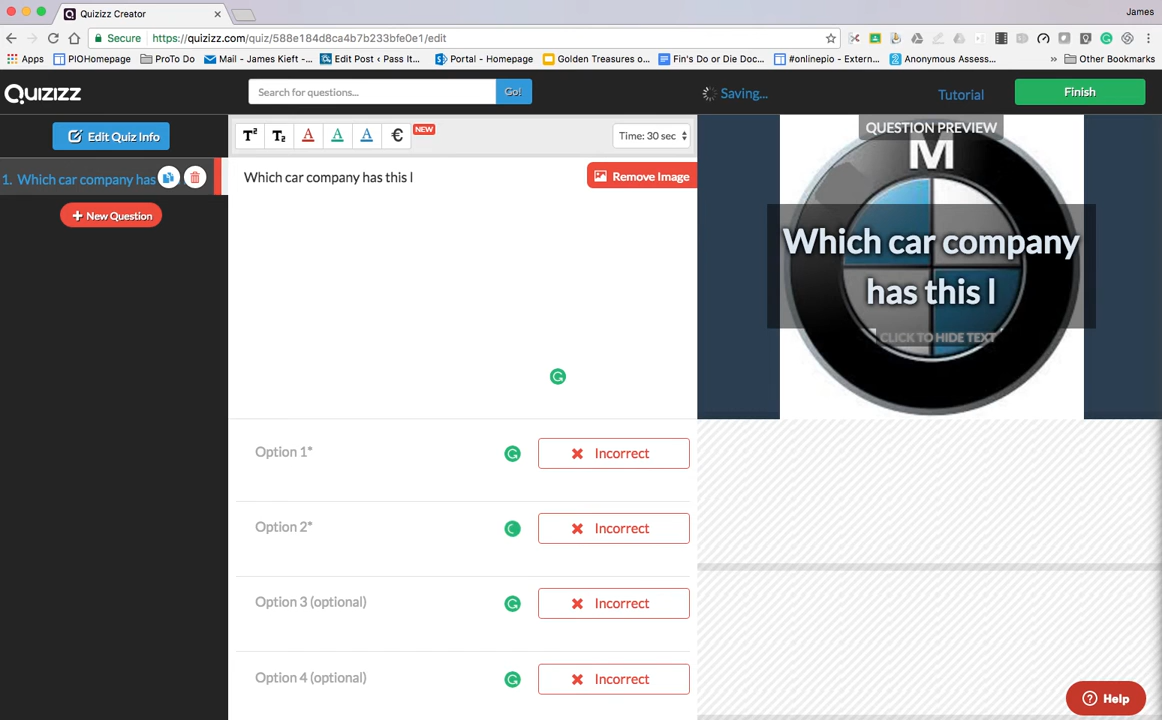 Quizizz Creator
James
Secure https://quizizz.com/quiz/588e184d8ca4b7b233bfe0e1/edit
Apps PIOHomepage ProTo Do Mail - James Kieft -... Edit Post ‹ Pass It... Portal - Homepage Golden Treasures o... Fin's Do or Die Doc... #onlinepio - Extern... Anonymous Assess... » Other Bookmarks
QUIZIZZ
Search for questions...
Go!
Saving...
Tutorial
Finish
Edit Quiz Info
T² T₂ A A A € NEW
Time: 30 sec
QUESTION PREVIEW
M
1. Which car company has
Which car company has this l
Remove Image
+ New Question
Which car company
has this l
CLICK TO HIDE TEXT
Option 1*
Incorrect
Option 2*
Incorrect
Option 3 (optional)
Incorrect
Option 4 (optional)
Incorrect
Help